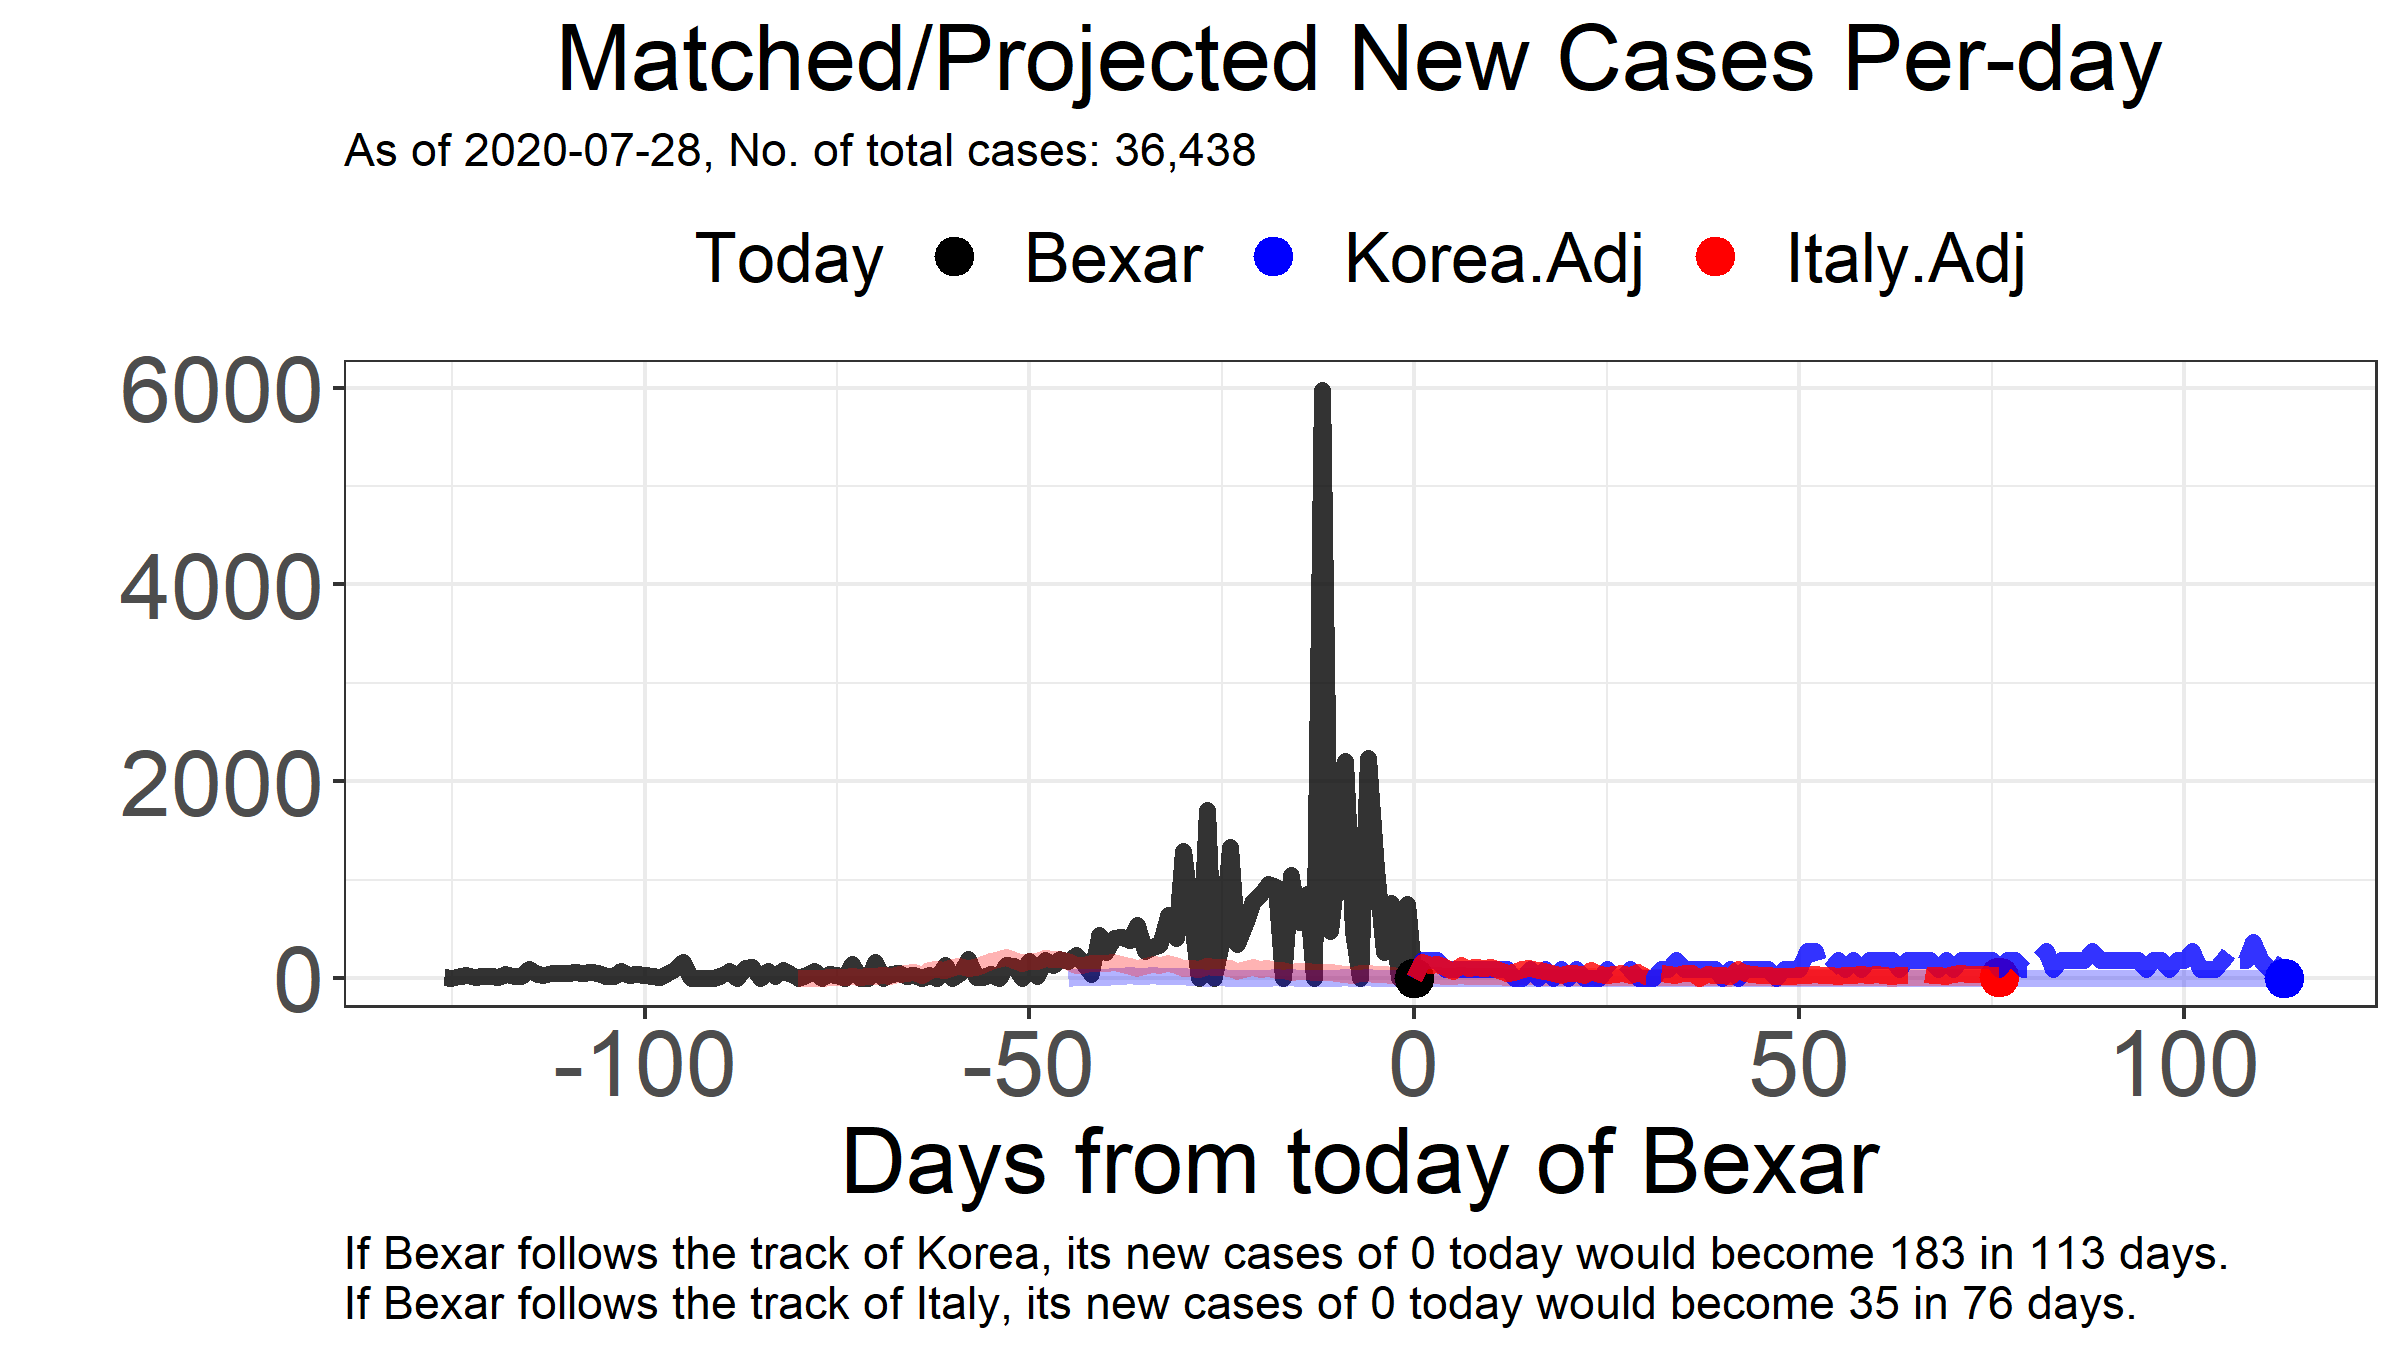 Matched/Projected New Cases Per-day
As of 2020-07-28, No. of total cases: 36,438
Today Bexar Korea.Adj Italy.Adj
6000
4000
2000
0
-100 -50 0 50 100
Days from today of Bexar
If Bexar follows the track of Korea, its new cases of 0 today would become 183 in 113 days.
If Bexar follows the track of Italy, its new cases of 0 today would become 35 in 76 days.